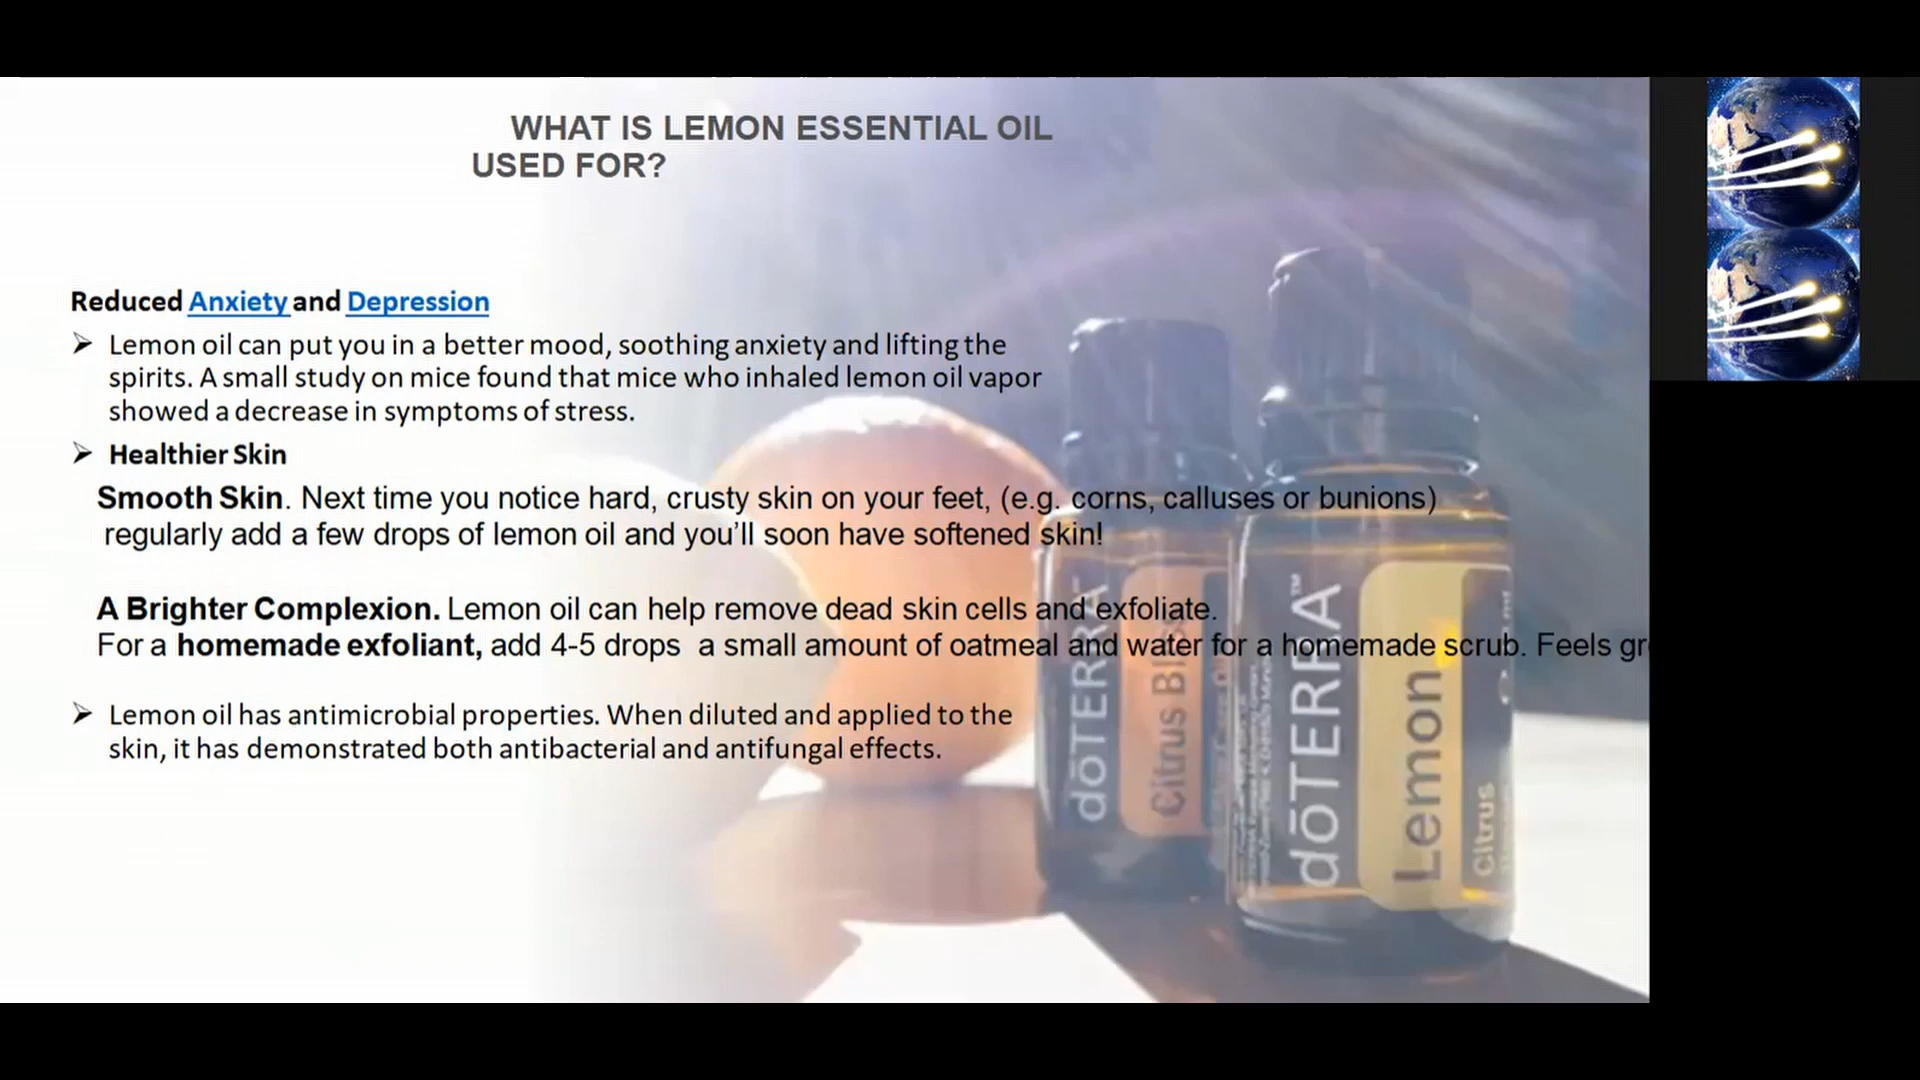 WHAT IS LEMON ESSENTIAL OIL
USED FOR?
Reduced Anxiety and Depression
➢ Lemon oil can put you in a better mood, soothing anxiety and lifting the
spirits. A small study on mice found that mice who inhaled lemon oil vapor
showed a decrease in symptoms of stress.
➢ Healthier Skin
Smooth Skin. Next time you notice hard, crusty skin on your feet, (e.g. corns, calluses or bunions)
regularly add a few drops of lemon oil and you’ll soon have softened skin!
A Brighter Complexion. Lemon oil can help remove dead skin cells and exfoliate.
For a homemade exfoliant, add 4-5 drops a small amount of oatmeal and water for a homemade scrub. Feels
➢ Lemon oil has antimicrobial properties. When diluted and applied to the
skin, it has demonstrated both antibacterial and antifungal effects.
dōTERRA
Citrus
dōTERRA™
Lemon
Citrus